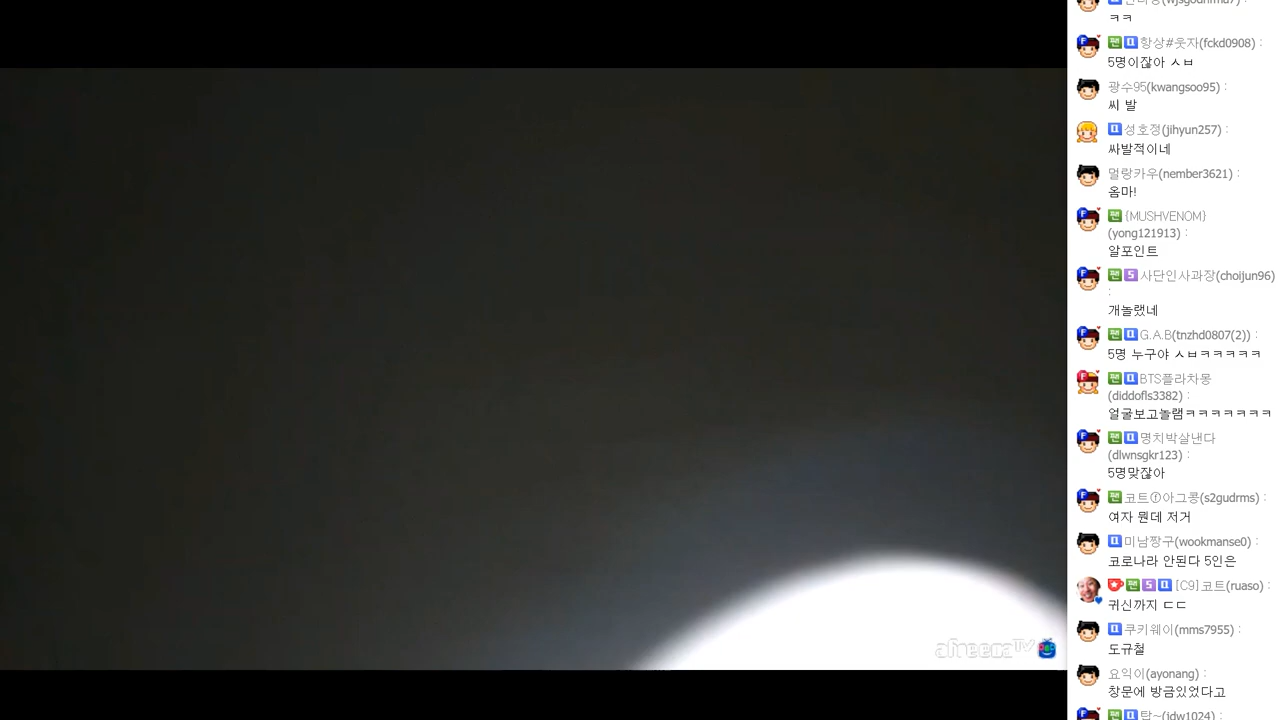 ㅋㅋ
항상#웃자(fckd0908) :
5명이잖아 ㅅㅂ
광수95(kwangsoo95) :
씨 발
성호정(jihyun257) :
싸발적이네
멀랑카우(nember3621) :
옴마!
{MUSHVENOM}
(yong121913) :
알포인트
사단인사과장(choijun96)
:
개놀랬네
G.A.B(tnzhd0807(2)) :
5명 누구야 ㅅㅂㅋㅋㅋㅋㅋ
BTS플라차몽
(diddofls3382) :
얼굴보고놀램ㅋㅋㅋㅋㅋㅋㅋ
명치박살낸다
(dlwnsgkr123) :
5명맞잖아
코트ⓕ아그콩(s2gudrms) :
여자 뭔데 저거
미남짱구(wookmanse0) :
코로나라 안된다 5인은
[C9]코트(ruaso) :
귀신까지 ㄷㄷ
쿠키웨이(mms7955) :
도규철
afreecaTV
요익이(ayonang) :
창문에 방금있었다고
탑~(jdw1024) :